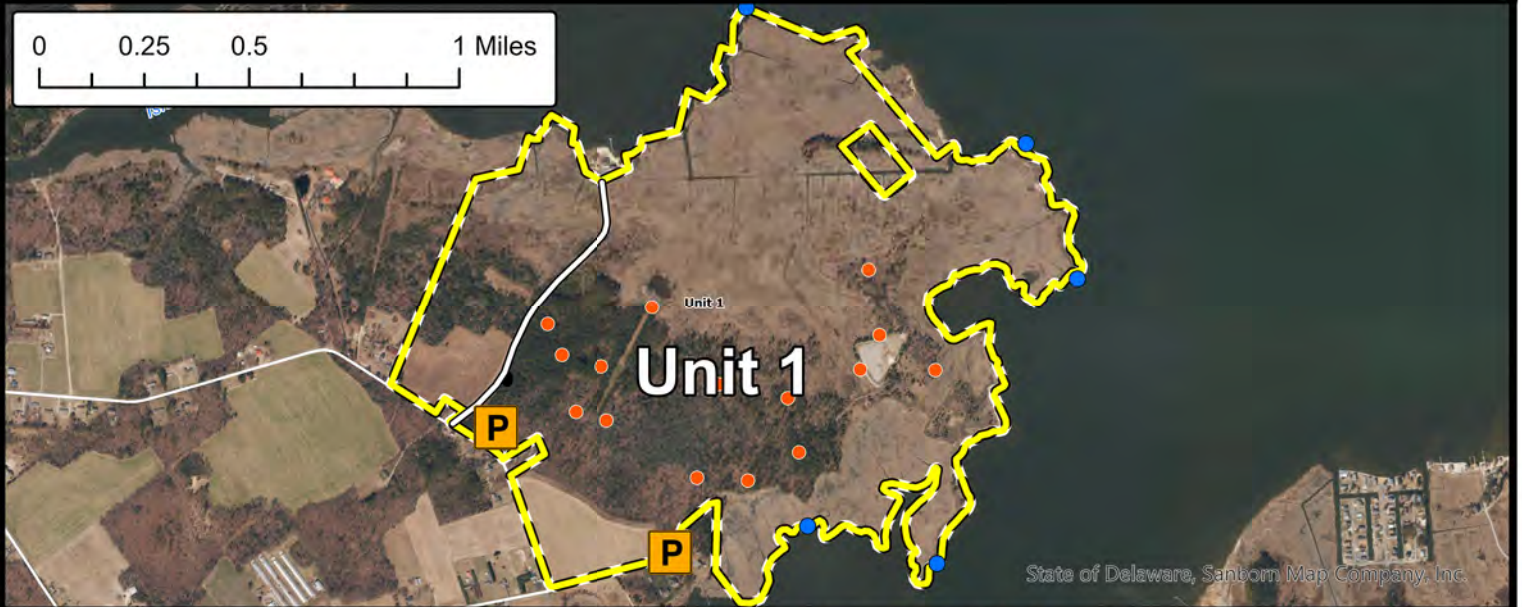 0 0.25 0.5 1 Miles
Unit 1
Unit 1
P
P
State of Delaware, Sanborn Map Company, Inc.